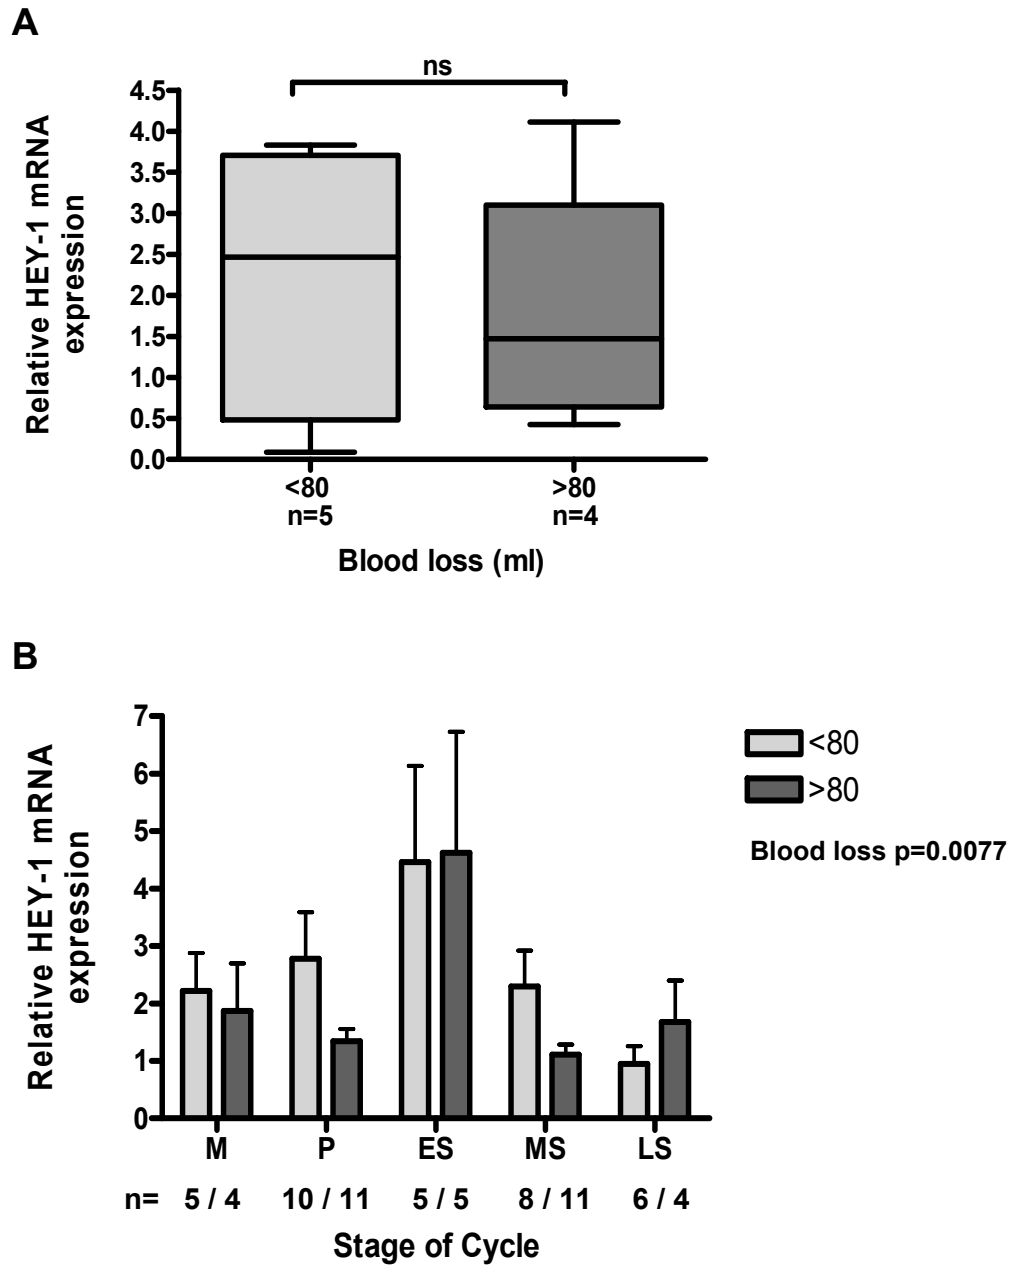 A
ns
Relative HEY-1 mRNA
expression
4.5
4.0
3.5
3.0
2.5
2.0
1.5
1.0
0.5
0.0
<80
>80
n=5
n=4
Blood loss (ml)
B
Relative HEY-1 mRNA
expression
7
6
5
4
3
2
1
0
<80
>80
Blood loss p=0.0077
M P ES MS LS
n= 5 / 4 10 / 11 5 / 5 8 / 11 6 / 4
Stage of Cycle